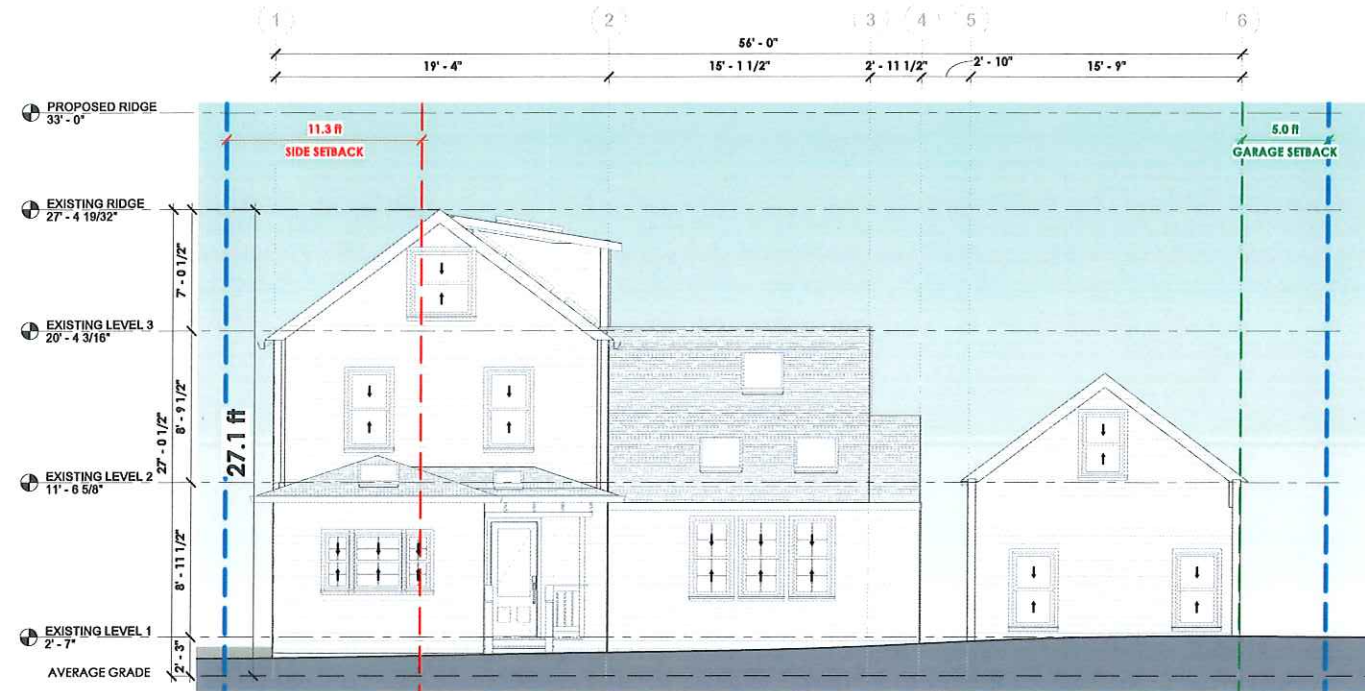 1 2 3 4 5 6
56' - 0"
19' - 4" 15' - 1 1/2" 2' - 11 1/2" 2' - 10" 15' - 9"
PROPOSED RIDGE
33' - 0"
11.3 ft
SIDE SETBACK
5.0 ft
GARAGE SETBACK
EXISTING RIDGE
27' - 4 19/32"
7' - 0 1/2"
EXISTING LEVEL 3
20' - 4 3/16"
8' - 9 1/2"
27' - 0 1/2"
27.1 ft
EXISTING LEVEL 2
11' - 6 5/8"
8' - 11 1/2"
EXISTING LEVEL 1
2' - 7"
2' - 3"
AVERAGE GRADE